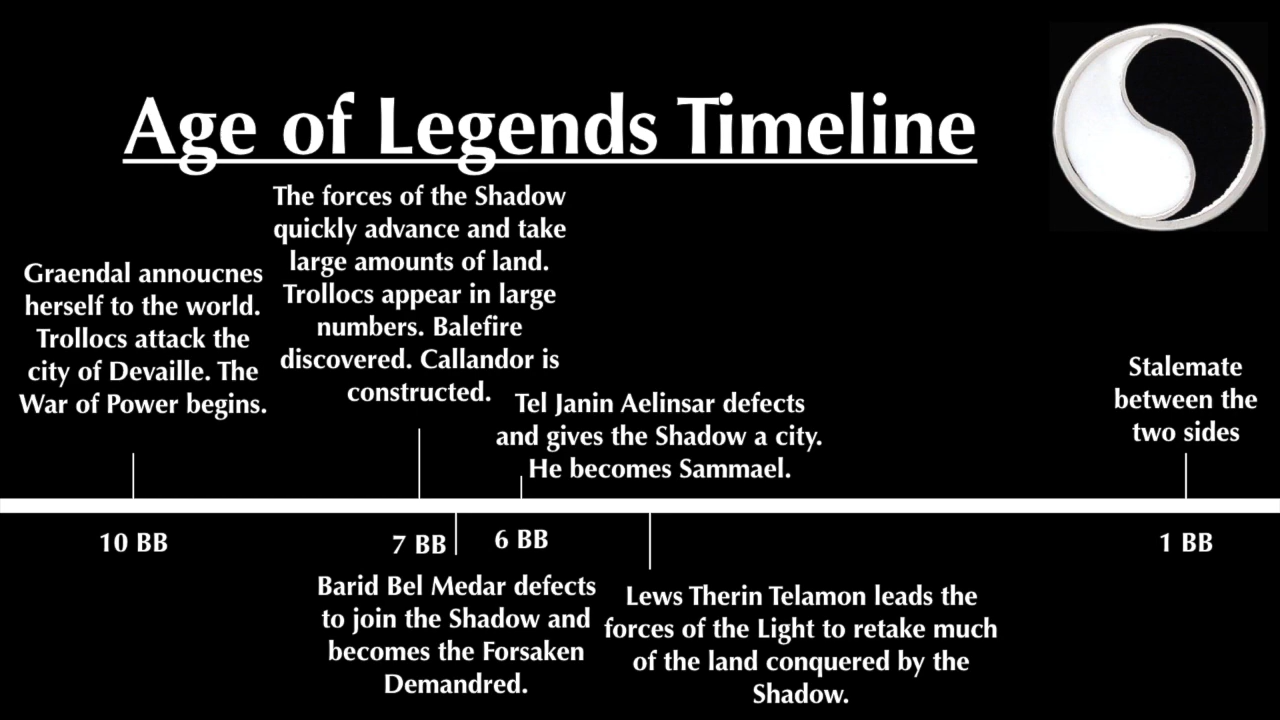 Age of Legends Timeline
The forces of the Shadow
quickly advance and take
large amounts of land.
Trollocs appear in large
numbers. Balefire
discovered. Callandor is
constructed.
Graendal annoucnes
herself to the world.
Trollocs attack the
city of Devaille. The
War of Power begins.
Tel Janin Aelinsar defects
and gives the Shadow a city.
He becomes Sammael.
Stalemate
between the
two sides
10 BB
7 BB
6 BB
1 BB
Barid Bel Medar defects
to join the Shadow and
becomes the Forsaken
Demandred.
Lews Therin Telamon leads the
forces of the Light to retake much
of the land conquered by the
Shadow.